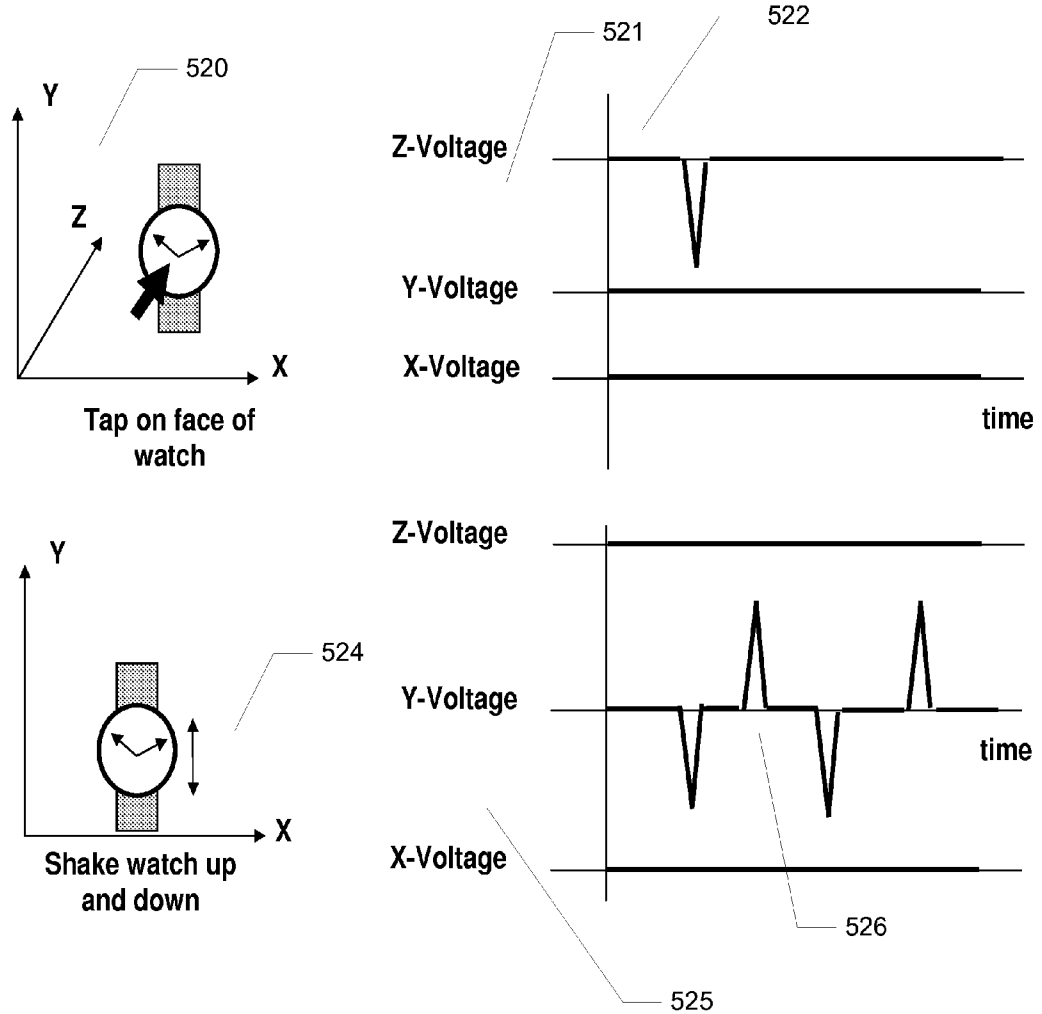 522
521
520
Y
Z-Voltage
Z
Y-Voltage
X
X-Voltage
Tap on face of
watch
time
Z-Voltage
Y
524
Y-Voltage
time
X
X-Voltage
Shake watch up
and down
526
525